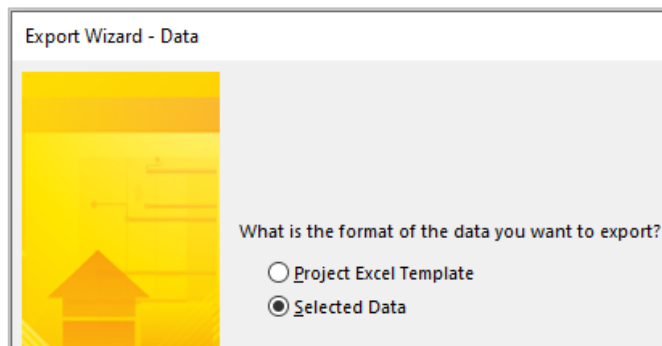 Export Wizard - Data
What is the format of the data you want to export?
Project Excel Template
Selected Data